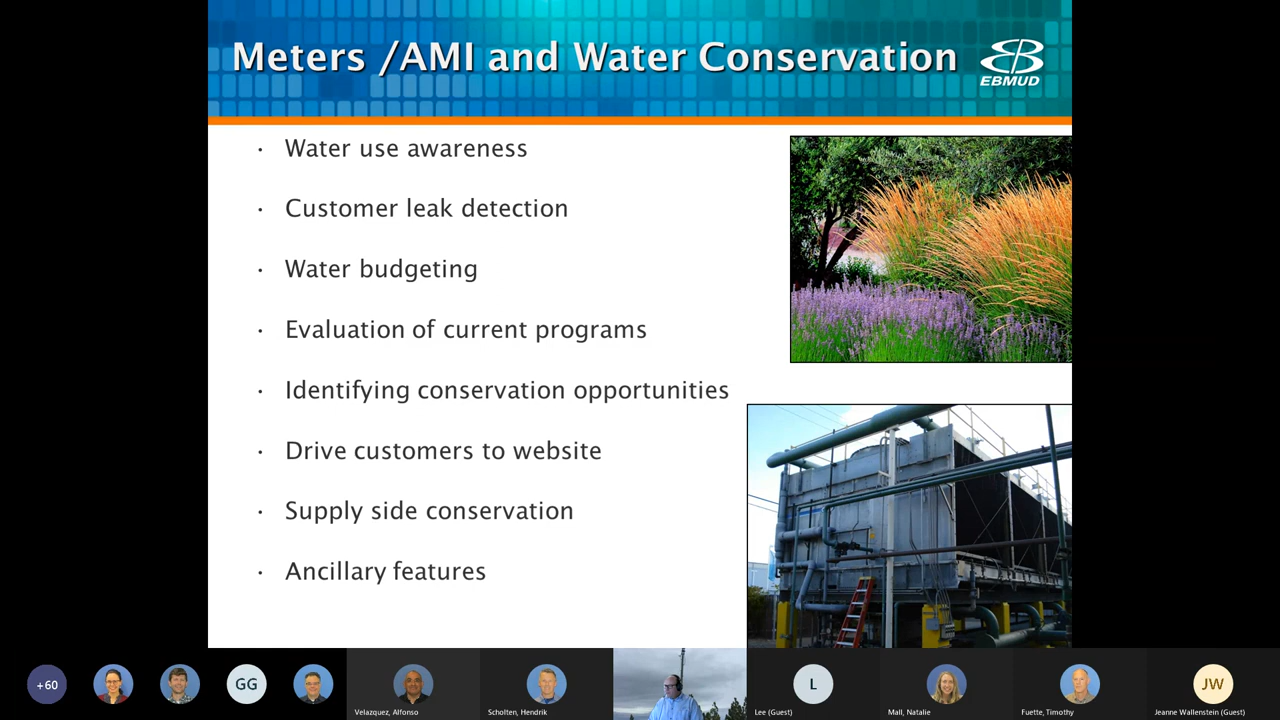 Meters /AMI and Water Conservation
EBMUD
· Water use awareness
· Customer leak detection
· Water budgeting
· Evaluation of current programs
· Identifying conservation opportunities
· Drive customers to website
· Supply side conservation
· Ancillary features
+60
GG
L
JW
Velazquez, Alfonso
Scholten, Hendrik
Lee (Guest)
Mall, Natalie
Fuette, Timothy
Jeanne Wallenstein (Guest)